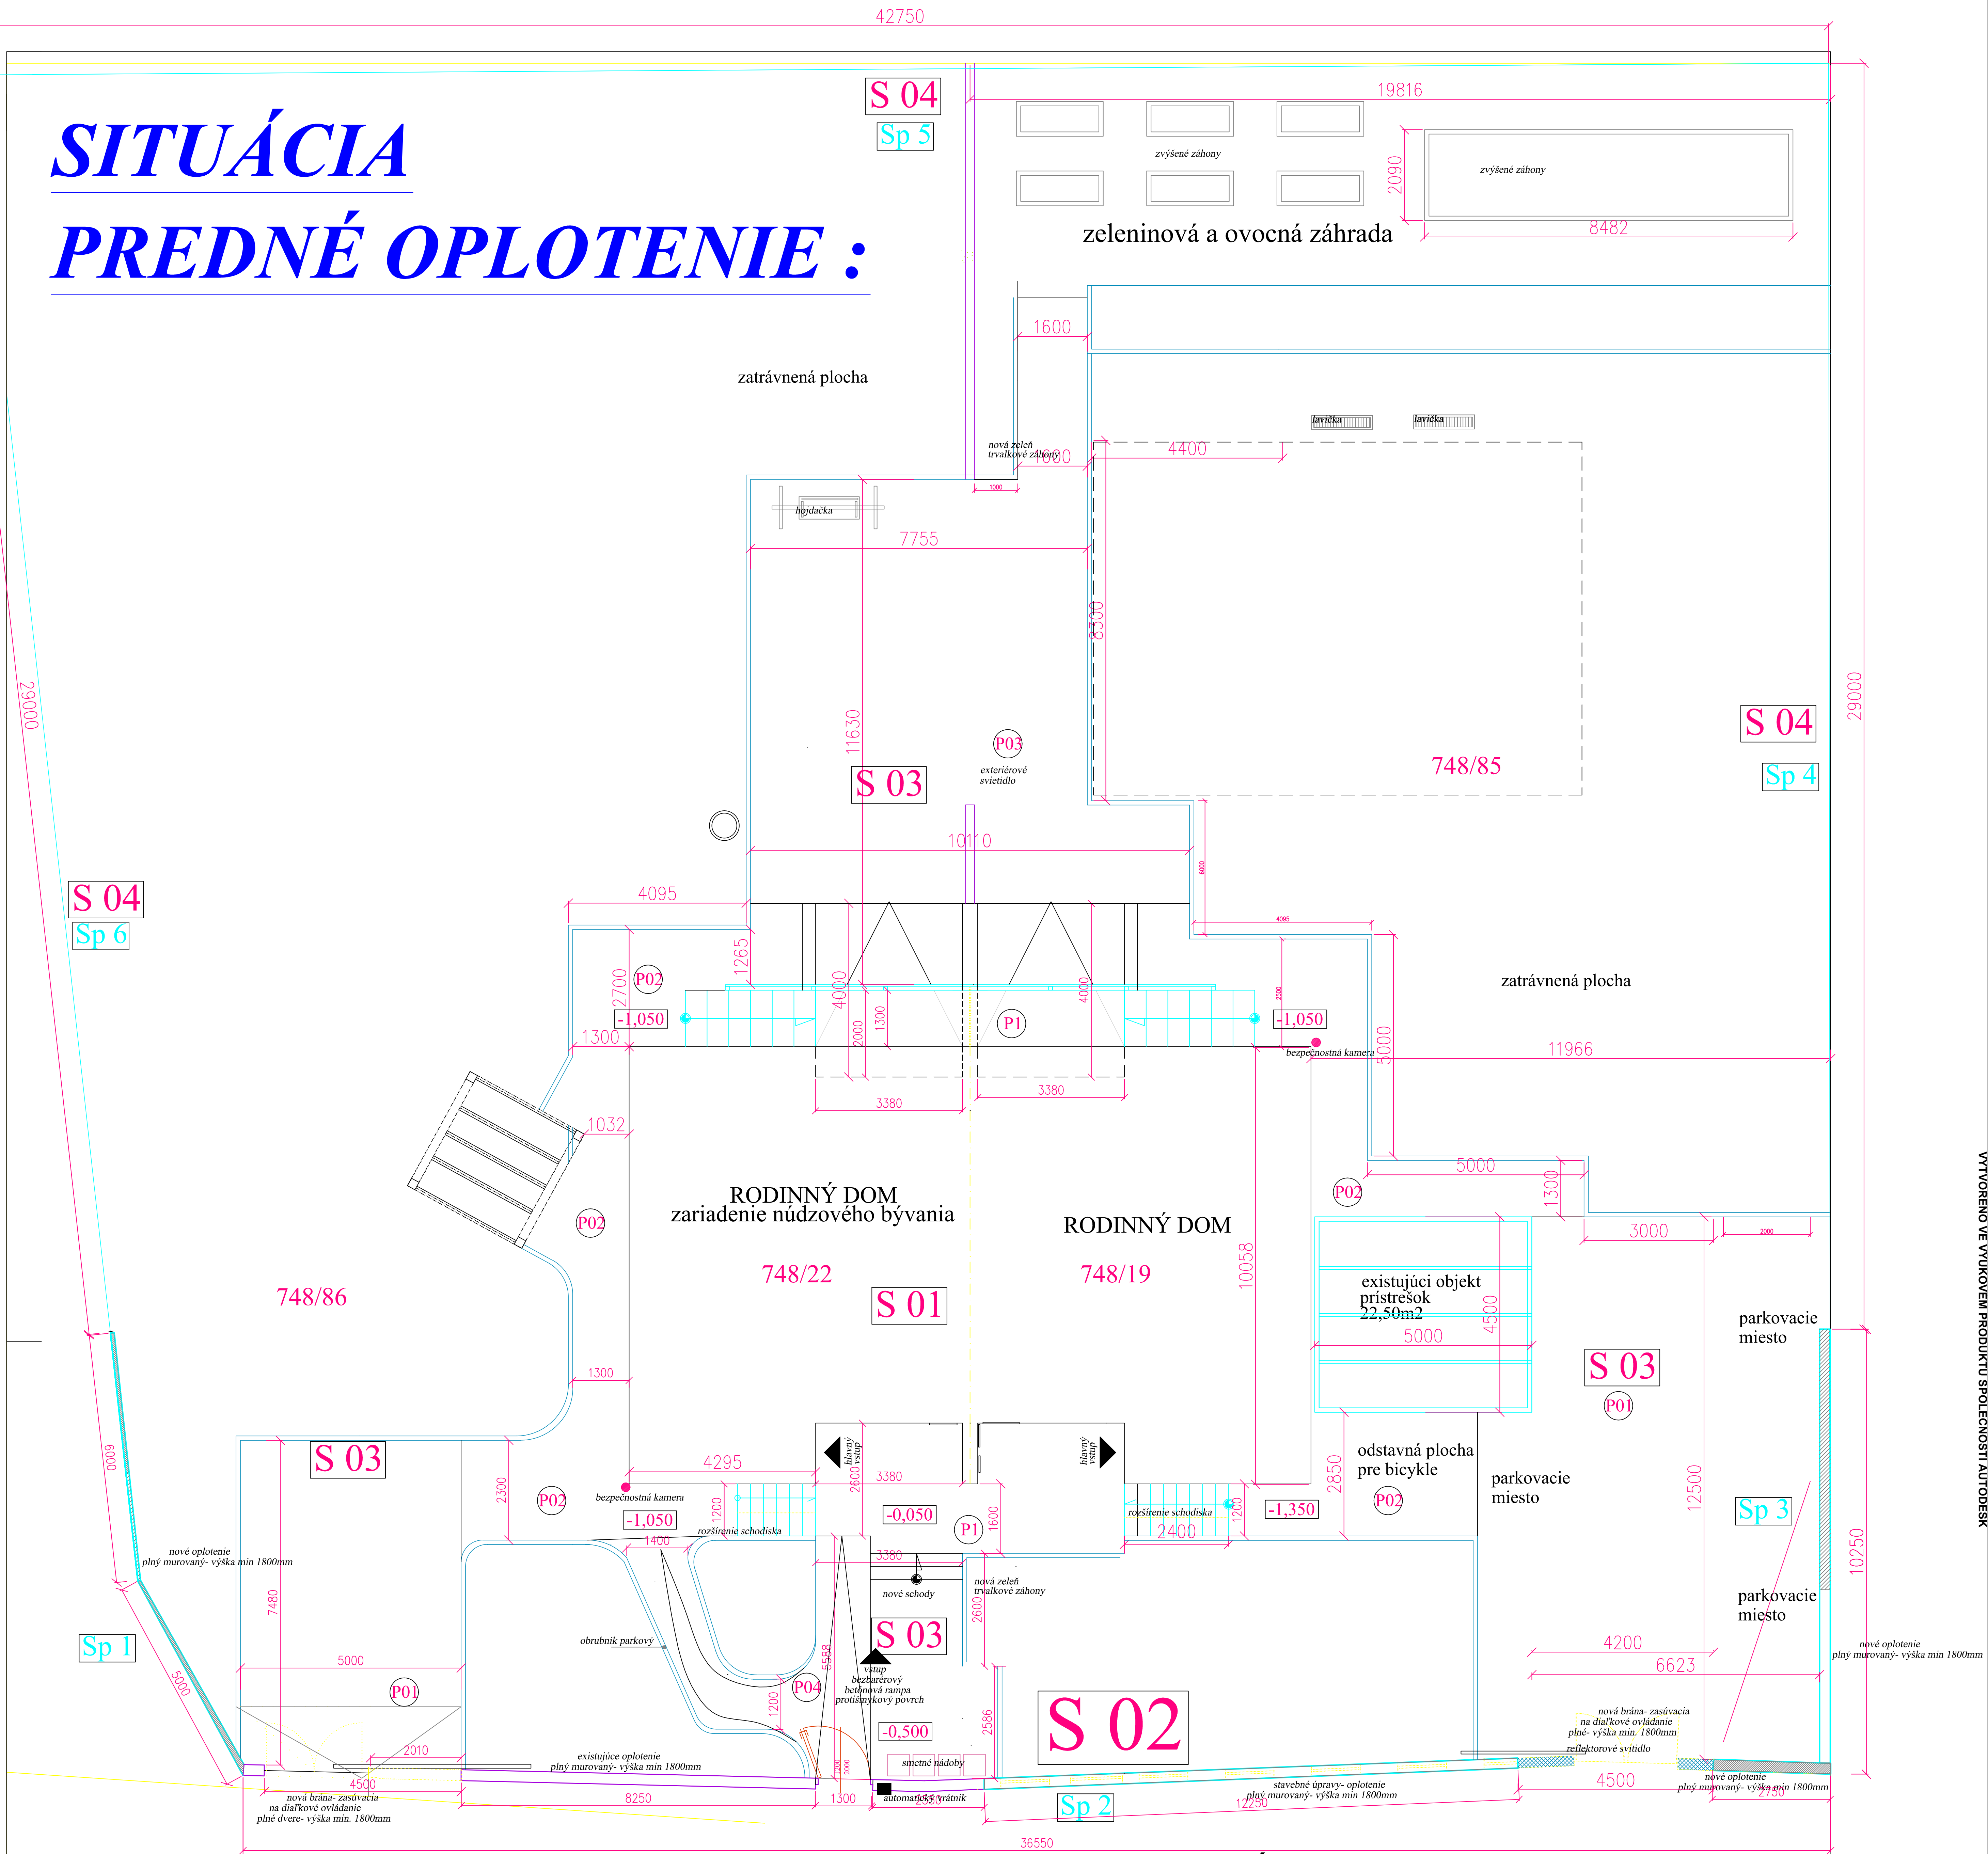 42750
S 04
19816
SITUÁCIA
Sp 5
zvýšené záhony
2090
zvýšené záhony
PREDNÉ OPLOTENIE :
zeleninová a ovocná záhrada
8482
1600
zatrávnená plocha
lavička
lavička
nová zeleň
trvalkové záhony
4400
1600
1000
hojdačka
7755
8300
29000
29000
11630
S 04
P03
exteriérové
svietidlo
748/85
Sp 4
S 03
10110
6000
S 04
4095
4095
Sp 6
1265
2700
P02
4000
4000
2500
zatrávnená plocha
-1,050
2000
1300
P1
-1,050
1300
bezpečnostná kamera
5000
11966
3380
3380
1032
VYTVOŘENO VE VÝUKOVÉM PRODUKTU SPOLEČNOSTI AUTODESK
RODINNÝ DOM
zariadenie núdzového bývania
5000
P02
1300
P02
RODINNÝ DOM
3000
2000
10058
748/22
748/19
existujúci objekt
prístrešok
22,50m2
748/86
S 01
4500
5000
parkovacie
miesto
S 03
1300
P01
6000
S 03
hlavný
vstup
hlavný
vstup
4295
2600
3380
odstavná plocha
pre bicykle
2850
parkovacie
miesto
12500
2300
P02
bezpečnostná kamera
1200
-1,050
-0,050
1600
rozšírenie schodiska
1200
-1,350
P02
Sp 3
rozšírenie schodiska
P1
2400
10250
1400
3380
nové oplotenie
plný murovaný- výška min 1800mm
nová zeleň
trvalkové záhony
nové schody
7480
2600
parkovacie
miesto
Sp 1
obrubník parkový
S 03
5588
4200
nové oplotenie
plný murovaný- výška min 1800mm
5000
5000
6623
vstup
bezbariérový
betónová rampa
protišmykový povrch
P01
P04
1200
-0,500
2586
S 02
nová brána- zasúvacia
na diaľkové ovládanie
plné- výška min. 1800mm
reflektorové svitidlo
2010
existujúce oplotenie
plný murovaný- výška min 1800mm
1200
2000
smetné nádoby
4500
nová brána- zasúvacia
na diaľkové ovládanie
plné dvere- výška min. 1800mm
8250
1300
automatický vrátnik
Sp 2
12250
stavebné úpravy- oplotenie
plný murovaný- výška min 1800mm
4500
nové oplotenie
plný murovaný- výška min 1800mm
2750
36550